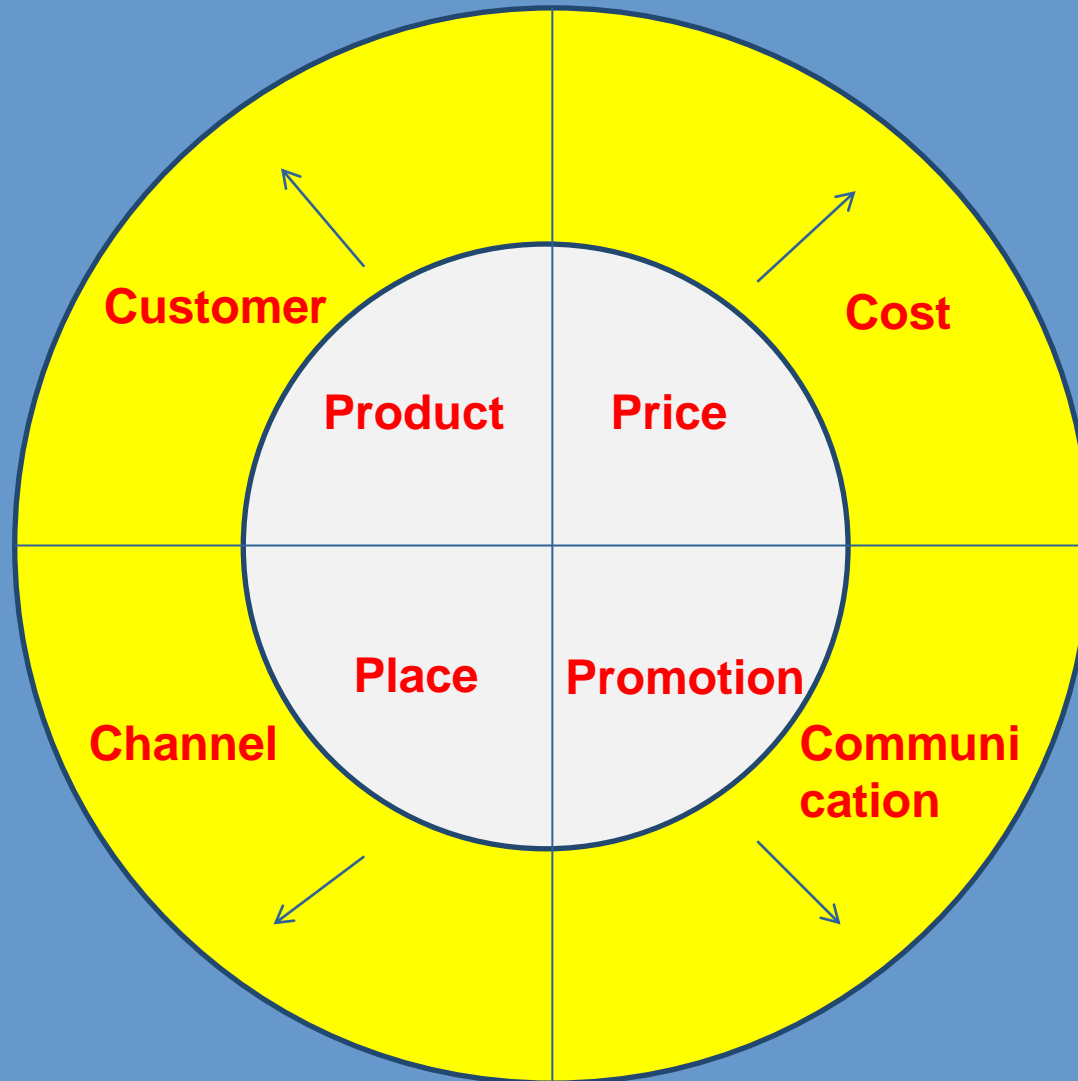 Customer
Cost
Product
Price
Place
Promotion
Channel
Communi
cation